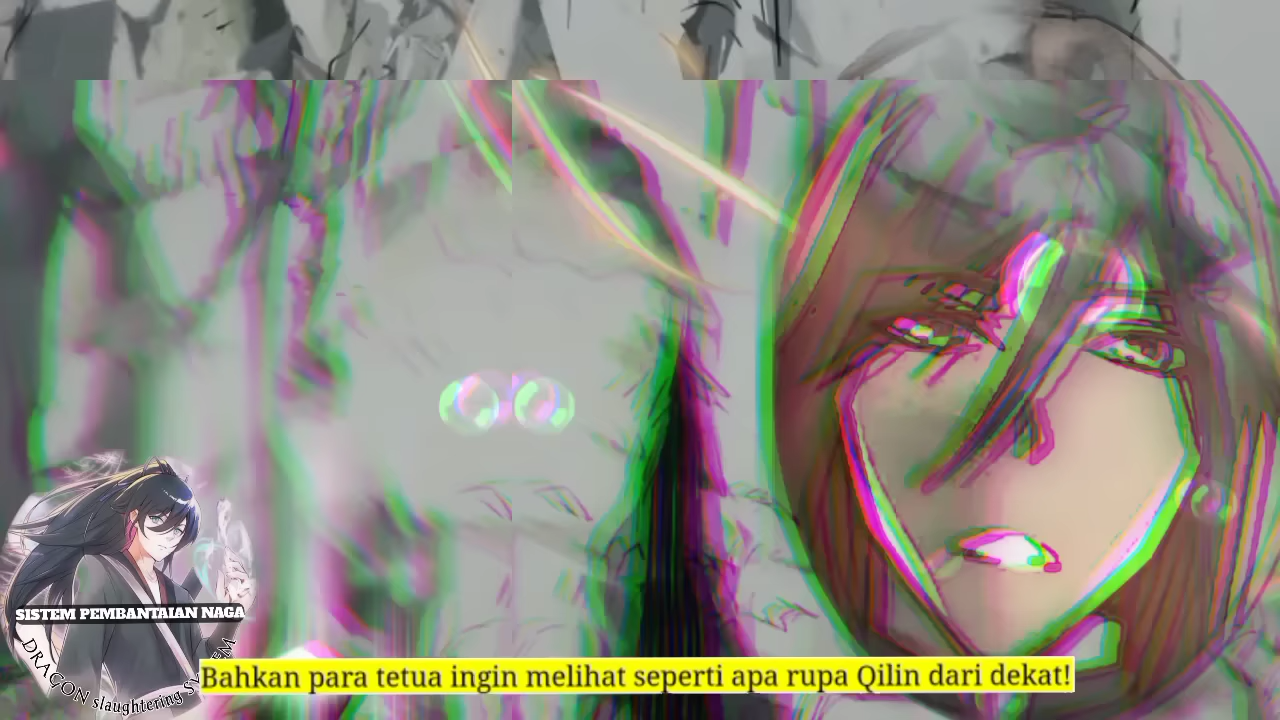 SISTEM PEMBANTAIAN NAGA
DRAGON slaughtering SYSTEM
Bahkan para tetua ingin melihat seperti apa rupa Qilin dari dekat!